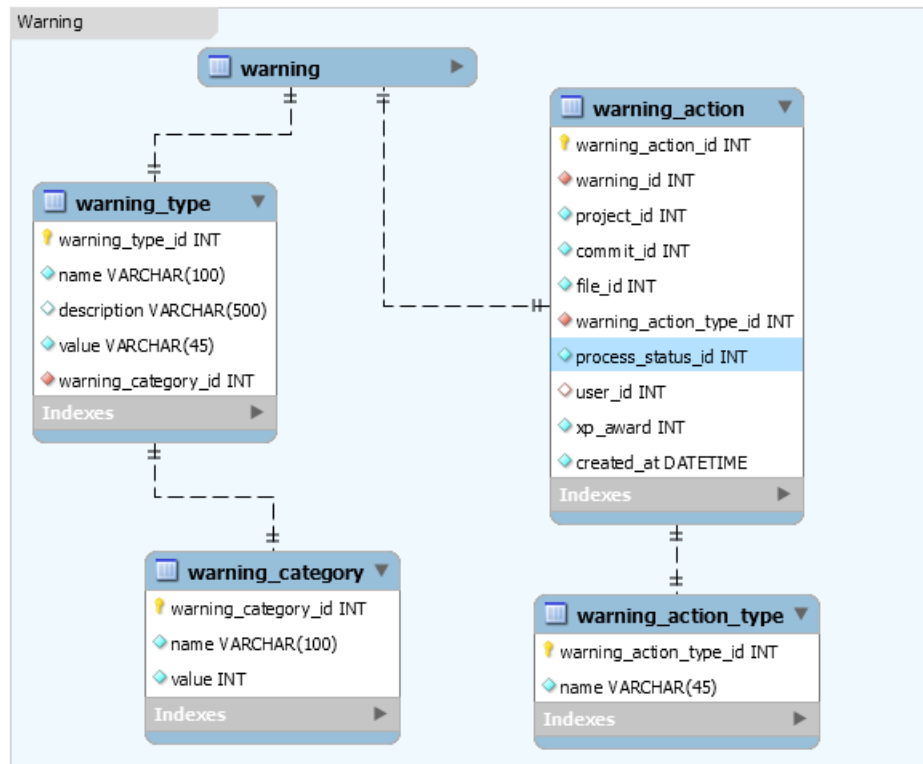 Warning
warning
warning_action
warning_action_id INT
warning_id INT
project_id INT
commit_id INT
file_id INT
warning_action_type_id INT
process_status_id INT
user_id INT
xp_award INT
created_at DATETIME
Indexes
warning_type
warning_type_id INT
name VARCHAR(100)
description VARCHAR(500)
value VARCHAR(45)
warning_category_id INT
Indexes
warning_category
warning_category_id INT
name VARCHAR(100)
value INT
Indexes
warning_action_type
warning_action_type_id INT
name VARCHAR(45)
Indexes